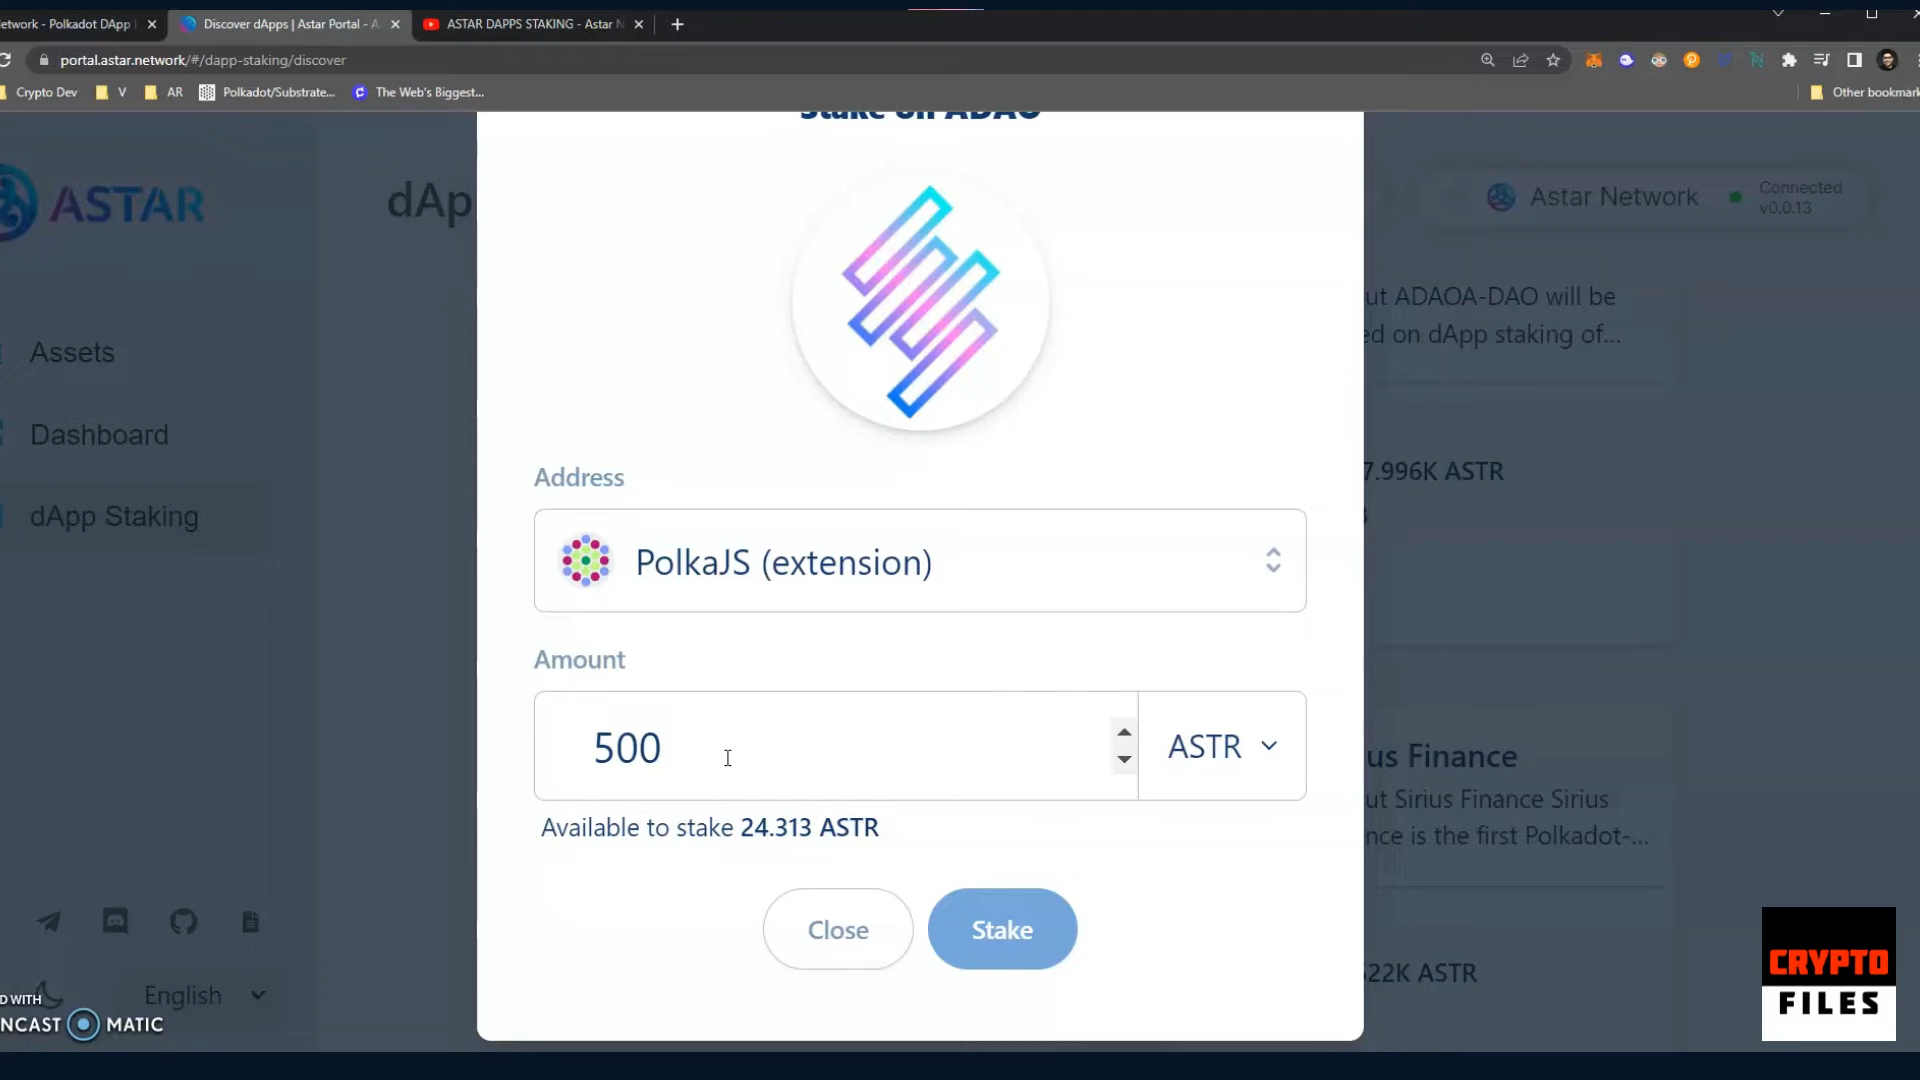 etwork - Polkadot DApp
Discover dApps | Astar Portal - A
ASTAR DAPPS STAKING - Astar N
portal.astar.network/#/dapp-staking/discover
Crypto Dev
V
AR
Polkadot/Substrate...
The Web's Biggest...
Other bookmark
Stake on ADAO
ASTAR
dAp
Astar Network
Connected
v0.0.13
ut ADAOA-DAO will be
ed on dApp staking of...
Assets
Dashboard
dApp Staking
Address
PolkaJS (extension)
7.996K ASTR
Amount
500
ASTR
Available to stake 24.313 ASTR
us Finance
ut Sirius Finance Sirius
nce is the first Polkadot-...
Close
Stake
22K ASTR
English
D WITH
NCAST MATIC
CRYPTO
FILES